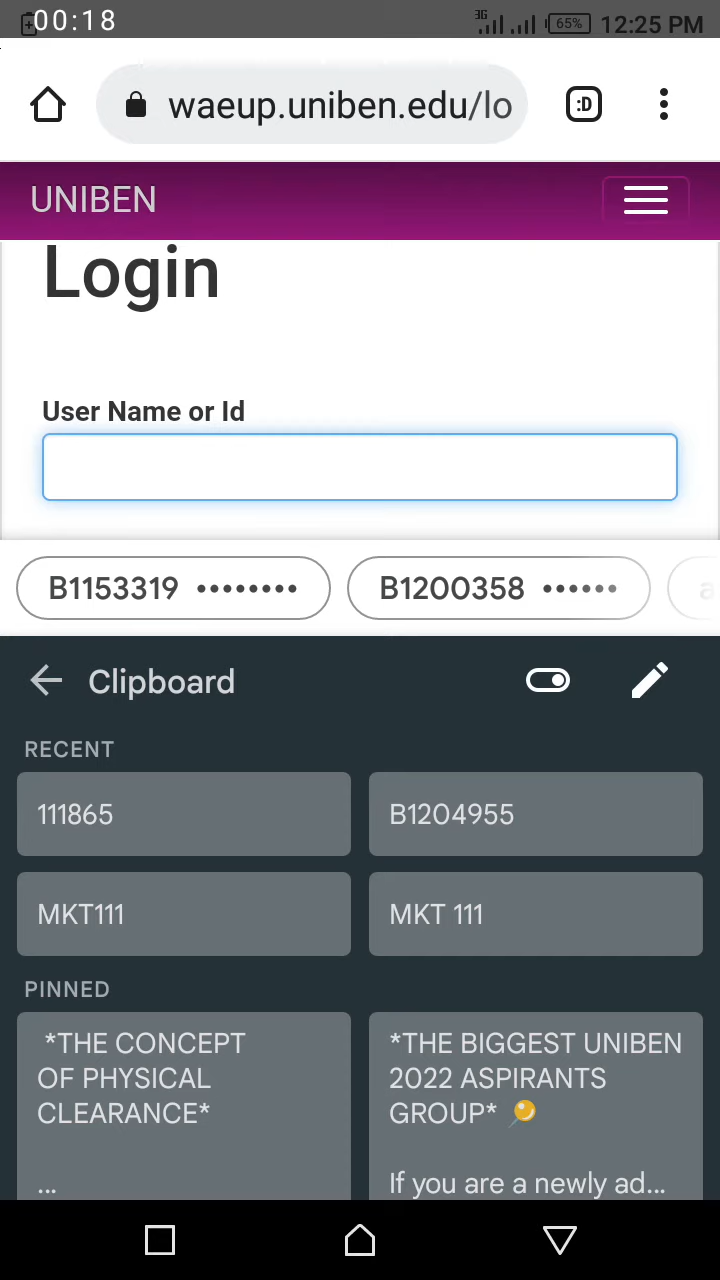 00:18 3G 65% 12:25 PM
waeup.uniben.edu/lo :D
UNIBEN
Login
User Name or Id
B1153319 •••••••• B1200358 •••••• a
Clipboard
RECENT
111865 B1204955
MKT111 MKT 111
PINNED
*THE CONCEPT
OF PHYSICAL
CLEARANCE*
...
*THE BIGGEST UNIBEN
2022 ASPIRANTS
GROUP* 🔎
If you are a newly ad...